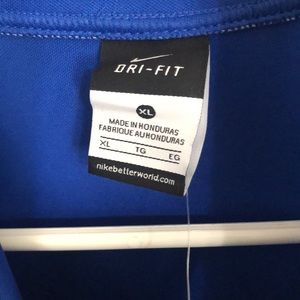 DRI-FIT
XL
MADE IN HONDURAS
FABRIQUE AU HONDURAS
XL TG EG
nikebetterworld.com